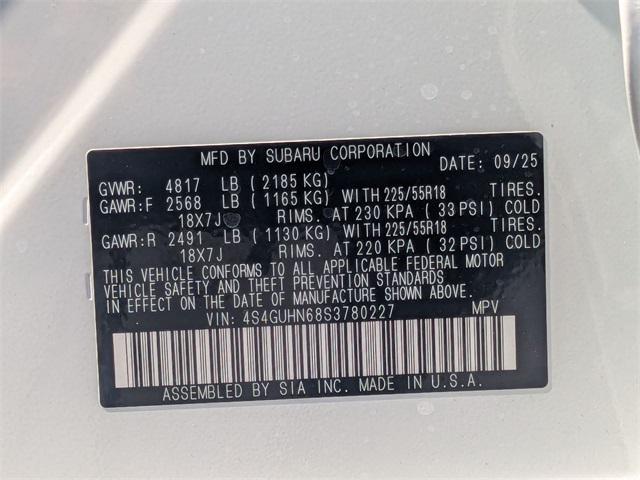 MFD BY SUBARU CORPORATION DATE: 09/25
GVWR: 4817 LB (2185 KG)
GAWR:F 2568 LB (1165 KG) WITH 225/55R18 TIRES.
18X7J RIMS. AT 230 KPA (33 PSI) COLD
GAWR:R 2491 LB (1130 KG) WITH 225/55R18 TIRES.
18X7J RIMS. AT 220 KPA (32 PSI) COLD
THIS VEHICLE CONFORMS TO ALL APPLICABLE FEDERAL MOTOR
VEHICLE SAFETY AND THEFT PREVENTION STANDARDS
IN EFFECT ON THE DATE OF MANUFACTURE SHOWN ABOVE.
VIN: 4S4GUHN68S3780227 MPV
ASSEMBLED BY SIA INC. MADE IN U.S.A.